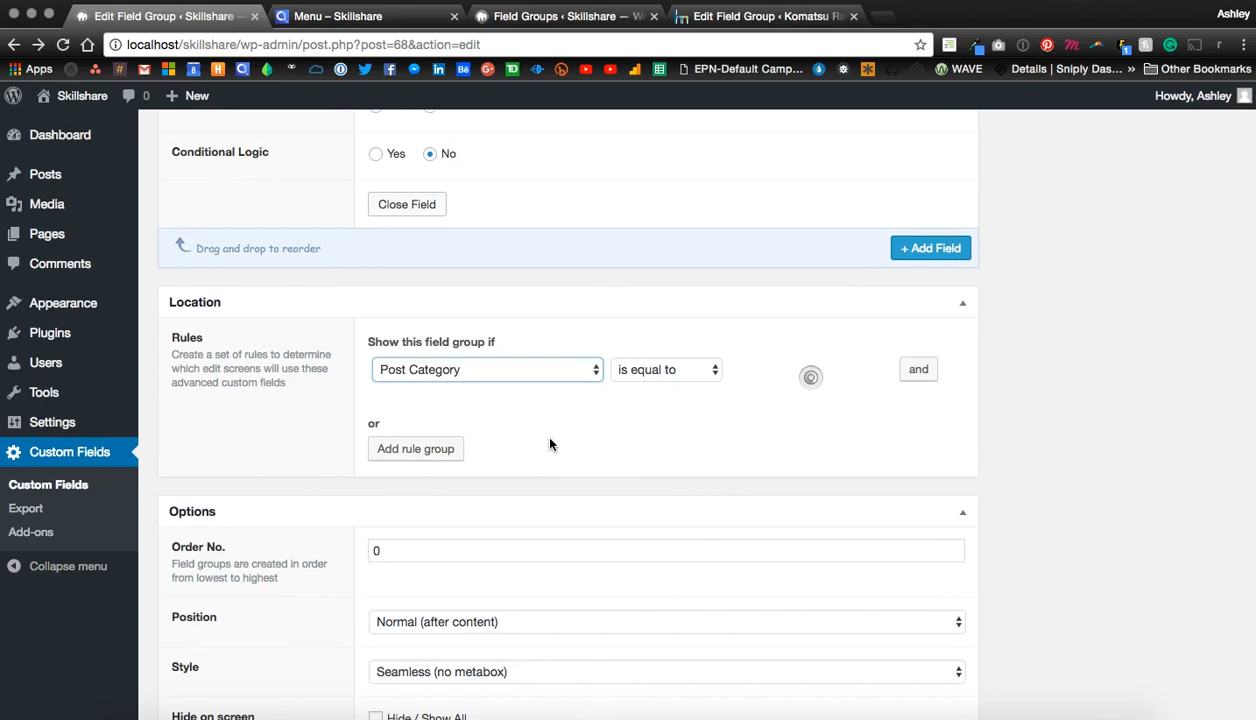 Edit Field Group ‹ Skillshare —
Menu – Skillshare
Field Groups ‹ Skillshare — W
Edit Field Group ‹ Komatsu Ra
Ashley
localhost/skillshare/wp-admin/post.php?post=68&action=edit
Apps
EPN-Default Camp...
WAVE
Details | Sniply Das...
Other Bookmarks
Skillshare
0
New
Howdy, Ashley
Dashboard
Posts
Media
Pages
Comments
Appearance
Plugins
Users
Tools
Settings
Custom Fields
Custom Fields
Export
Add-ons
Collapse menu
Conditional Logic
Yes
No
Close Field
Drag and drop to reorder
+ Add Field
Location
Rules
Create a set of rules to determine
which edit screens will use these
advanced custom fields
Show this field group if
Post Category
is equal to
and
or
Add rule group
Options
Order No.
Field groups are created in order
from lowest to highest
0
Position
Normal (after content)
Style
Seamless (no metabox)
Hide on screen
Hide / Show All